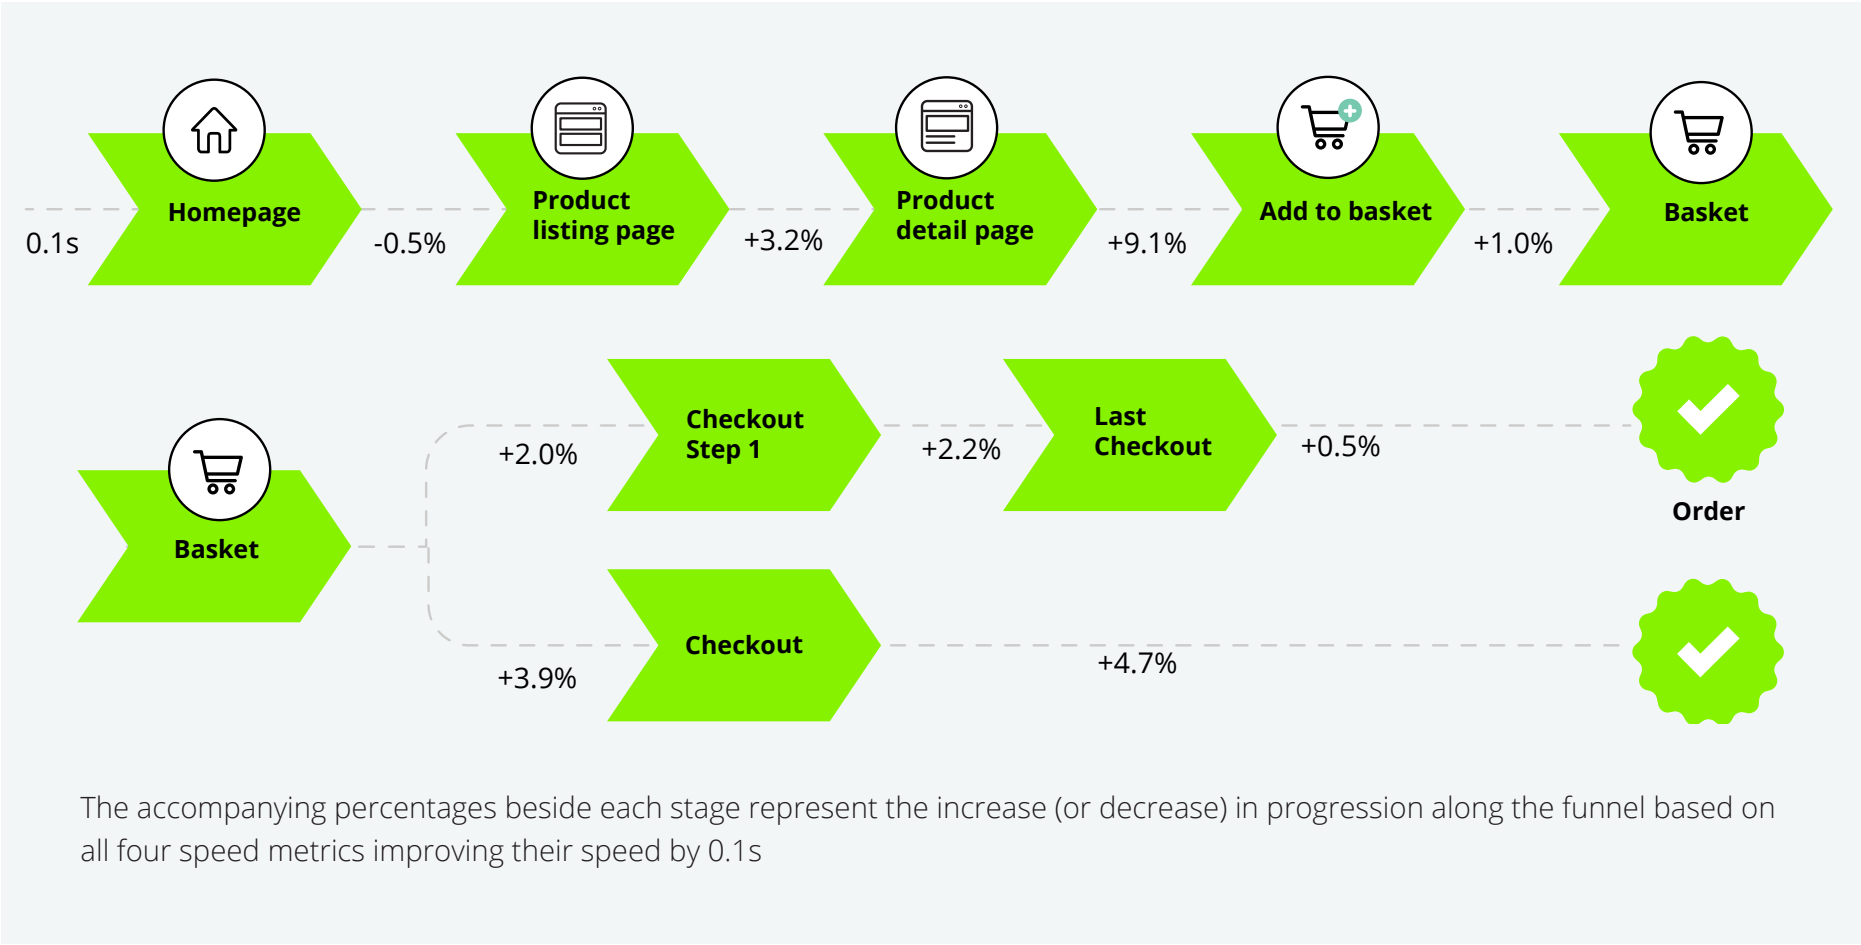 Homepage
Product
listing page
Product
detail page
Add to basket
Basket
0.1s
-0.5%
+3.2%
+9.1%
+1.0%
Checkout
Step 1
Last
Checkout
+2.0%
+2.2%
+0.5%
Order
Basket
Checkout
+3.9%
+4.7%
The accompanying percentages beside each stage represent the increase (or decrease) in progression along the funnel based on
all four speed metrics improving their speed by 0.1s